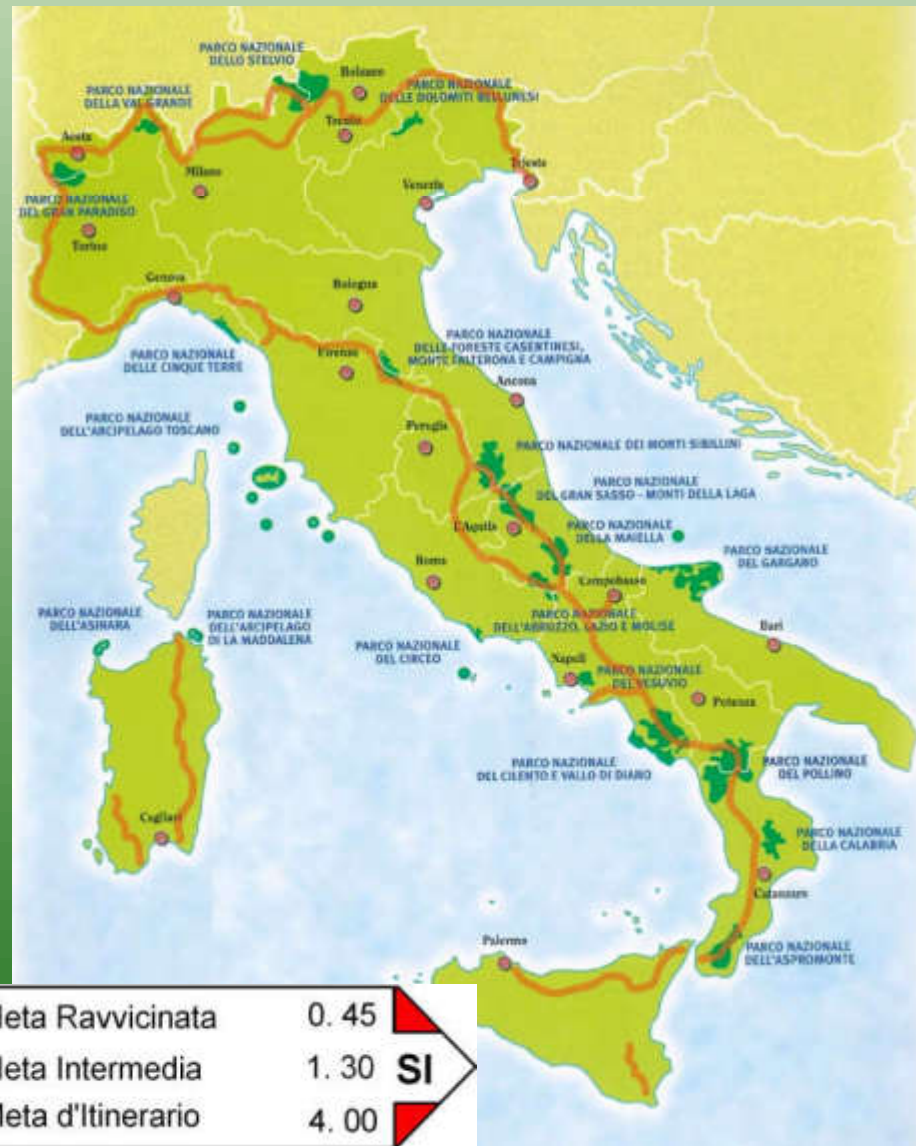 PARCO NAZIONALE
DELLO STELVIO
Bolzano
PARCO NAZIONALE
DELLA VAL GRANDE
PARCO NAZIONALE
DELLE DOLOMITI BELLUNESI
Aosta
Trento
Milano
Trieste
Venezia
PARCO NAZIONALE
DEL GRAN PARADISO
Torino
Genova
Bologna
PARCO NAZIONALE
DELLE FORESTE CASENTINESI,
MONTE FALTERONA E CAMPIGNA
PARCO NAZIONALE
DELLE CINQUE TERRE
Firenze
Ancona
PARCO NAZIONALE
DELL'ARCIPELAGO TOSCANO
Perugia
PARCO NAZIONALE DEI MONTI SIBILLINI
PARCO NAZIONALE
DEL GRAN SASSO - MONTI DELLA LAGA
L'Aquila
PARCO NAZIONALE
DELLA MAIELLA
PARCO NAZIONALE
DEL GARGANO
Roma
Campobasso
PARCO NAZIONALE
DELL'ASINARA
PARCO NAZIONALE
DELL'ARCIPELAGO
DI LA MADDALENA
PARCO NAZIONALE
DELL'ABRUZZO, LAZIO E MOLISE
PARCO NAZIONALE
DEL CIRCEO
Bari
Napoli
PARCO NAZIONALE
DEL VESUVIO
Potenza
PARCO NAZIONALE
DEL CILENTO E VALLO DI DIANO
PARCO NAZIONALE
DEL POLLINO
Cagliari
PARCO NAZIONALE
DELLA CALABRIA
Catanzaro
Palermo
PARCO NAZIONALE
DELL'ASPROMONTE
leta Ravvicinata 0. 45
leta Intermedia 1. 30 SI
leta d'Itinerario 4. 00